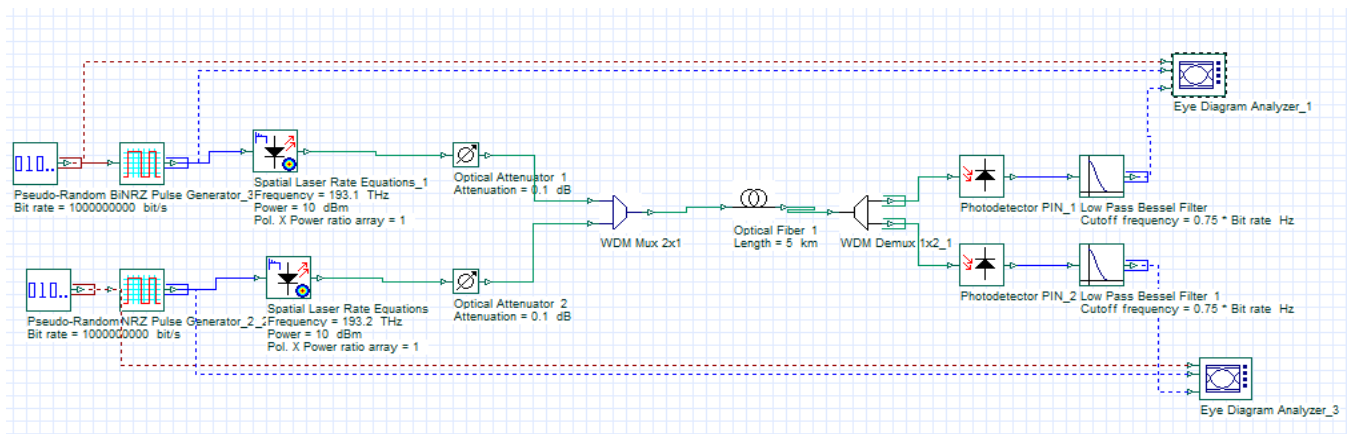 Eye Diagram Analyzer_1
010..
Pseudo-Random Bi
Bit rate = 1000000000 bit/s
NRZ Pulse Generator_3
Spatial Laser Rate Equations_1
Frequency = 193.1 THz
Power = 10 dBm
Pol. X Power ratio array = 1
Optical Attenuator 1
Attenuation = 0.1 dB
WDM Mux 2x1
Optical Fiber 1
Length = 5 km
WDM Demux 1x2_1
Photodetector PIN_1
Low Pass Bessel Filter
Cutoff frequency = 0.75 * Bit rate Hz
010..
Pseudo-Random
Bit rate = 1000000000 bit/s
NRZ Pulse Generator_2_2
Spatial Laser Rate Equations
Frequency = 193.2 THz
Power = 10 dBm
Pol. X Power ratio array = 1
Optical Attenuator 2
Attenuation = 0.1 dB
Photodetector PIN_2
Low Pass Bessel Filter 1
Cutoff frequency = 0.75 * Bit rate Hz
Eye Diagram Analyzer_3